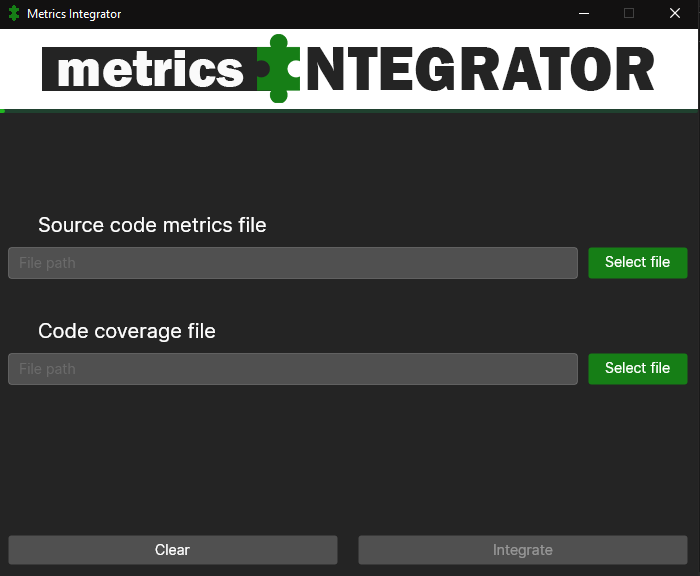 Metrics Integrator
metrics NTEGRATOR
Source code metrics file
File path
Select file
Code coverage file
File path
Select file
Clear
Integrate